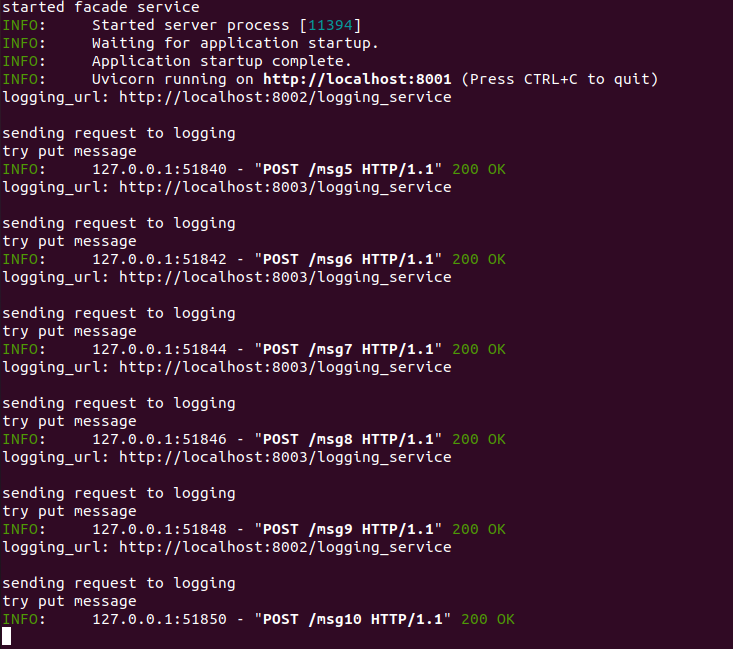 started facade service
INFO:     Started server process [11394]
INFO:     Waiting for application startup.
INFO:     Application startup complete.
INFO:     Uvicorn running on http://localhost:8001 (Press CTRL+C to quit)
logging_url: http://localhost:8002/logging_service
sending request to logging
try put message
INFO:     127.0.0.1:51840 - "POST /msg5 HTTP/1.1" 200 OK
logging_url: http://localhost:8003/logging_service
sending request to logging
try put message
INFO:     127.0.0.1:51842 - "POST /msg6 HTTP/1.1" 200 OK
logging_url: http://localhost:8003/logging_service
sending request to logging
try put message
INFO:     127.0.0.1:51844 - "POST /msg7 HTTP/1.1" 200 OK
logging_url: http://localhost:8003/logging_service
sending request to logging
try put message
INFO:     127.0.0.1:51846 - "POST /msg8 HTTP/1.1" 200 OK
logging_url: http://localhost:8003/logging_service
sending request to logging
try put message
INFO:     127.0.0.1:51848 - "POST /msg9 HTTP/1.1" 200 OK
logging_url: http://localhost:8002/logging_service
sending request to logging
try put message
INFO:     127.0.0.1:51850 - "POST /msg10 HTTP/1.1" 200 OK